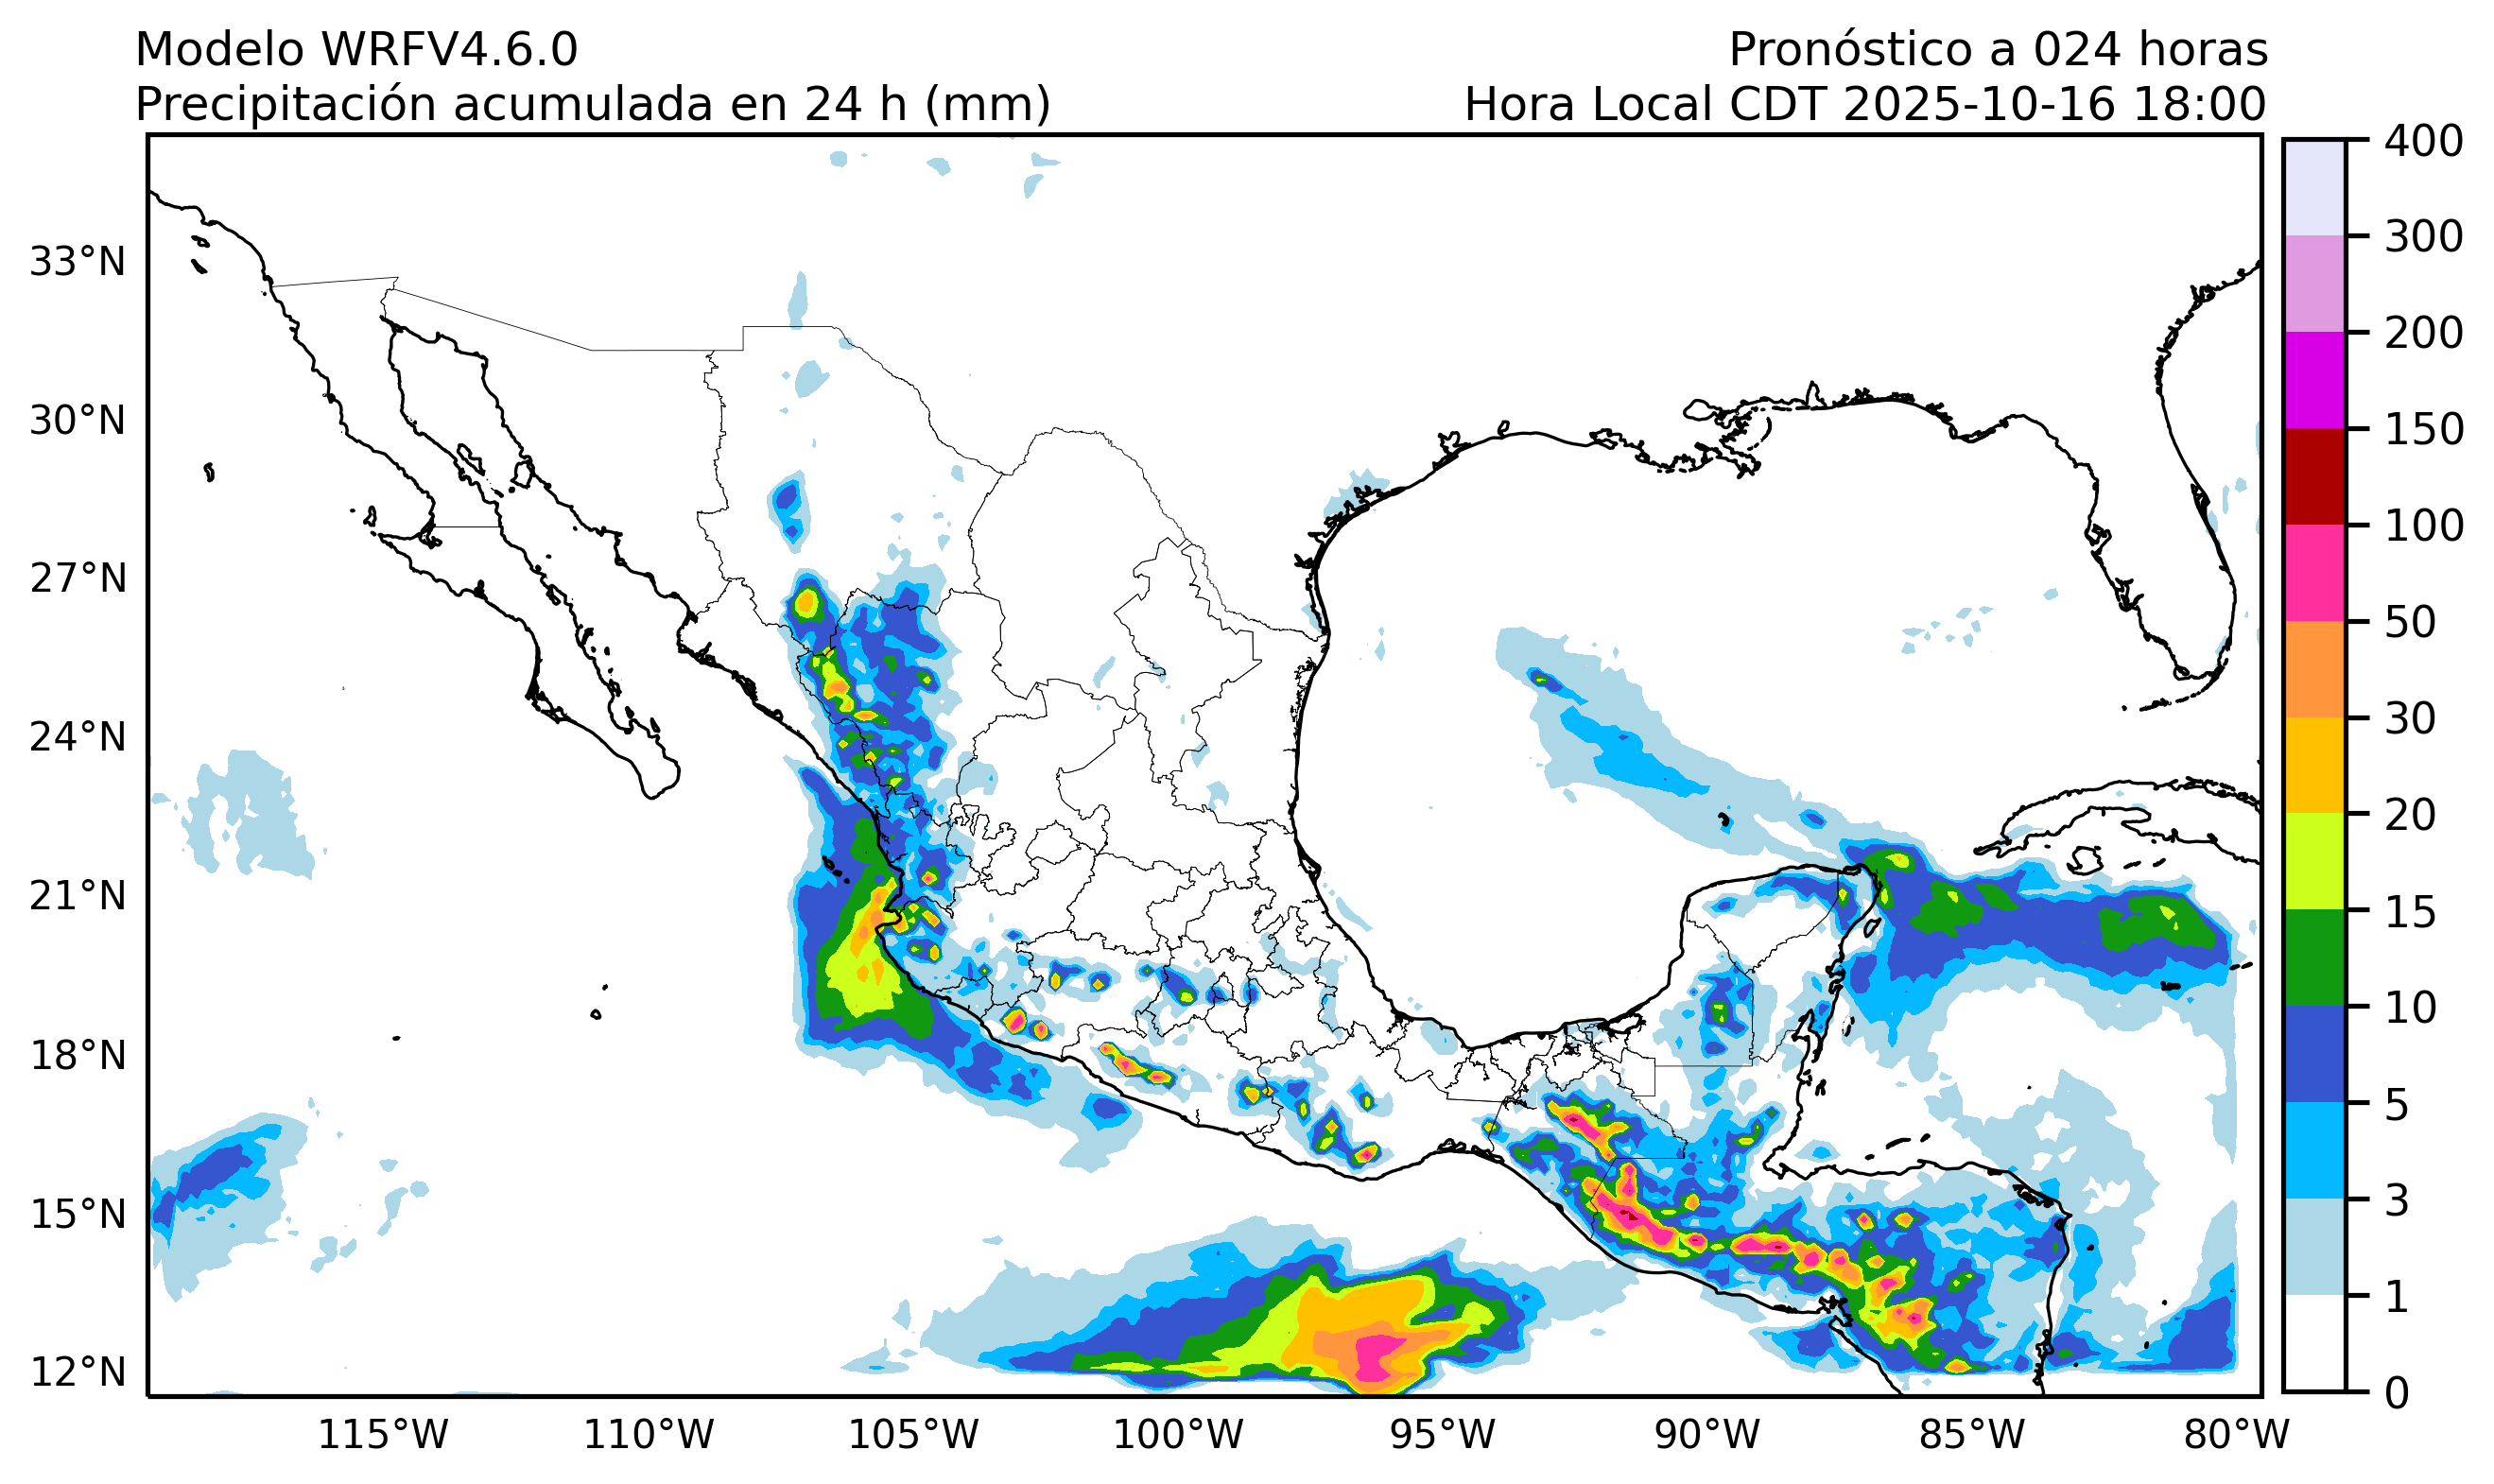 Modelo WRFV4.6.0
Pronóstico a 024 horas
Precipitación acumulada en 24 h (mm)
Hora Local CDT 2025-10-16 18:00
33°N
30°N
27°N
24°N
21°N
18°N
15°N
12°N
115°W
110°W
105°W
100°W
95°W
90°W
85°W
80°W
400
300
200
150
100
50
30
20
15
10
5
3
1
0